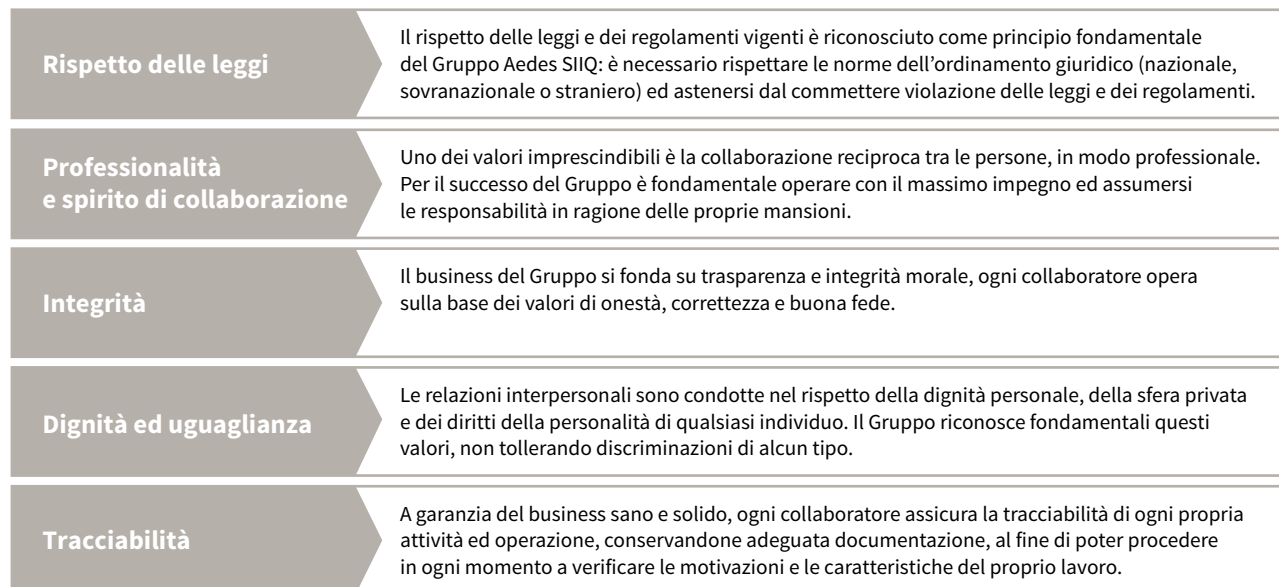 Rispetto delle leggi
Il rispetto delle leggi e dei regolamenti vigenti è riconosciuto come principio fondamentale
del Gruppo Aedes SIIQ: è necessario rispettare le norme dell’ordinamento giuridico (nazionale,
sovranazionale o straniero) ed astenersi dal commettere violazione delle leggi e dei regolamenti.
Professionalità
e spirito di collaborazione
Uno dei valori imprescindibili è la collaborazione reciproca tra le persone, in modo professionale.
Per il successo del Gruppo è fondamentale operare con il massimo impegno ed assumersi
le responsabilità in ragione delle proprie mansioni.
Integrità
Il business del Gruppo si fonda su trasparenza e integrità morale, ogni collaboratore opera
sulla base dei valori di onestà, correttezza e buona fede.
Dignità ed uguaglianza
Le relazioni interpersonali sono condotte nel rispetto della dignità personale, della sfera privata
e dei diritti della personalità di qualsiasi individuo. Il Gruppo riconosce fondamentali questi
valori, non tollerando discriminazioni di alcun tipo.
Tracciabilità
A garanzia del business sano e solido, ogni collaboratore assicura la tracciabilità di ogni propria
attività ed operazione, conservandone adeguata documentazione, al fine di poter procedere
in ogni momento a verificare le motivazioni e le caratteristiche del proprio lavoro.